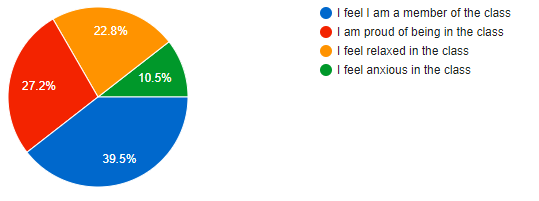 22.8%
10.5%
27.2%
39.5%
I feel I am a member of the class
I am proud of being in the class
I feel relaxed in the class
I feel anxious in the class